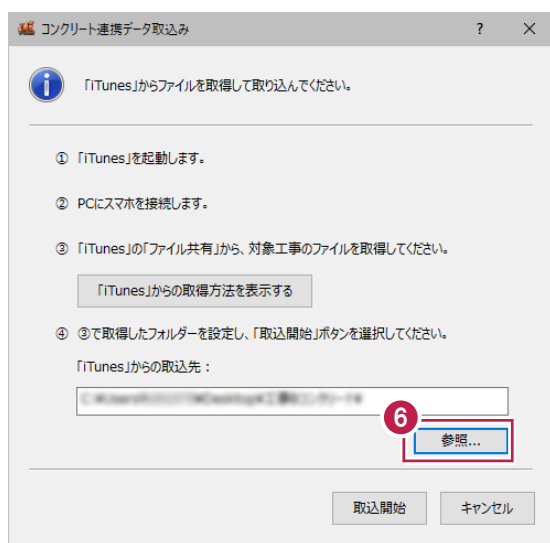 コンクリート連携データ取込み
?
×
「iTunes」からファイルを取得して取り込んでください。
① 「iTunes」を起動します。
② PCにスマホを接続します。
③ 「iTunes」の「ファイル共有」から、対象工事のファイルを取得してください。
「iTunes」からの取得方法を表示する
④ ③で取得したフォルダーを設定し、「取込開始」ボタンを選択してください。
「iTunes」からの取込先：
6
参照...
取込開始
キャンセル